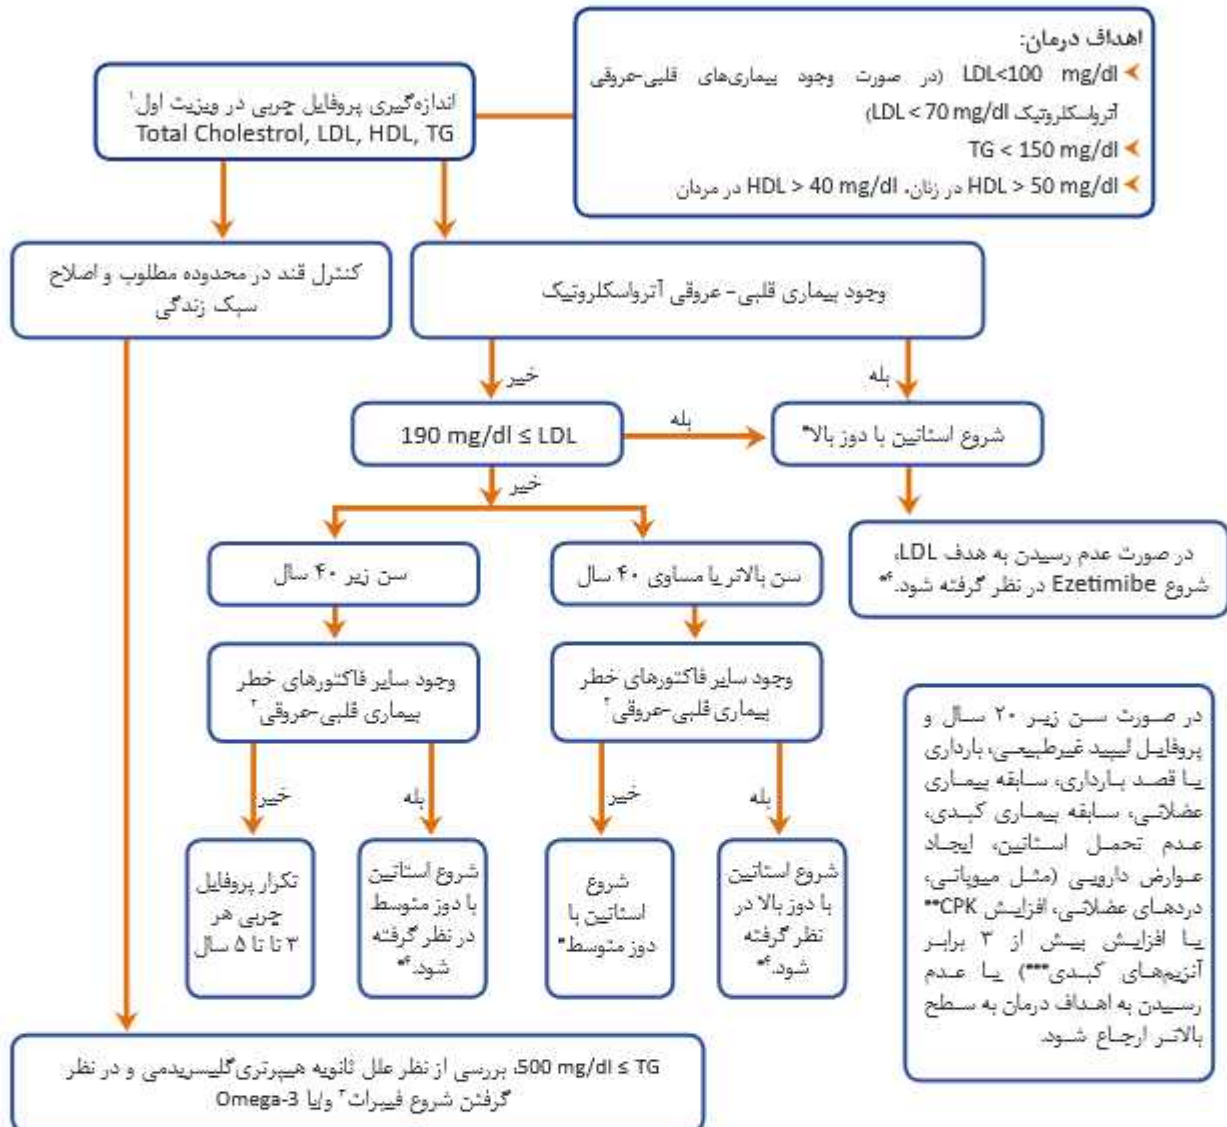 اهداف درمان:
LDL<100 mg/dl (در صورت وجود بیماری‌های قلبی-عروقی
آترواسکلروتیک LDL < 70 mg/dl)
TG < 150 mg/dl
HDL > 50 mg/dl در زنان، HDL > 40 mg/dl در مردان
اندازه‌گیری پروفایل چربی در ویزیت اول¹
Total Cholestrol, LDL, HDL, TG
کنترل قند در محدوده مطلوب و اصلاح
سبک زندگی
وجود بیماری قلبی- عروقی آترواسکلروتیک
خیر
بله
190 mg/dl ≤ LDL
بله
شروع استاتین با دوز بالا*
خیر
در صورت عدم رسیدن به هدف LDL،
شروع Ezetimibe در نظر گرفته شود.*⁴
سن زیر ۴۰ سال
سن بالاتر یا مساوی ۴۰ سال
وجود سایر فاکتورهای خطر
بیماری قلبی-عروقی²
وجود سایر فاکتورهای خطر
بیماری قلبی-عروقی²
خیر
بله
خیر
بله
تکرار پروفایل
چربی هر
۳ تا تا ۵ سال
شروع استاتین
با دوز متوسط
در نظر گرفته
شود.*⁴
شروع
استاتین با
دوز متوسط*
شروع استاتین
با دوز بالا در
نظر گرفته
شود.*⁴
در صورت سن زیر ۲۰ سال و
پروفایل لیپید غیرطبیعی، بارداری
یا قصد بارداری، سابقه بیماری
عضلانی، سابقه بیماری کبدی،
عدم تحمل استاتین، ایجاد
عوارض دارویی (مثل میوپاتی،
دردهای عضلانی، افزایش CPK**
یا افزایش بیش از ۳ برابر
آنزیم‌های کبدی***) یا عدم
رسیدن به اهداف درمان به سطح
بالاتر ارجاع شود.
500 mg/dl ≤ TG، بررسی از نظر علل ثانویه هیپرتری‌گلیسریدمی و در نظر
گرفتن شروع فیبرات³ و/یا Omega-3